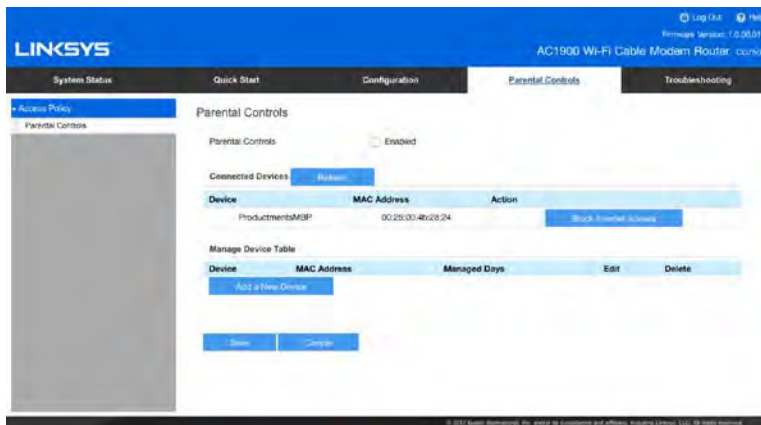 Log Out Help
Firmware Version: 1.0.00.01
LINKSYS
AC1900 Wi-Fi Cable Modem Router
System Status Quick Start Configuration Parental Controls Troubleshooting
Access Policy
Parental Controls
Parental Controls
Parental Controls Enabled
Connected Devices Refresh
Device MAC Address Action
ProductmentsMBP 00:25:00:4b:28:24 Block Internet Access
Manage Device Table
Device MAC Address Managed Days Edit Delete
Add a New Device
Save Cancel